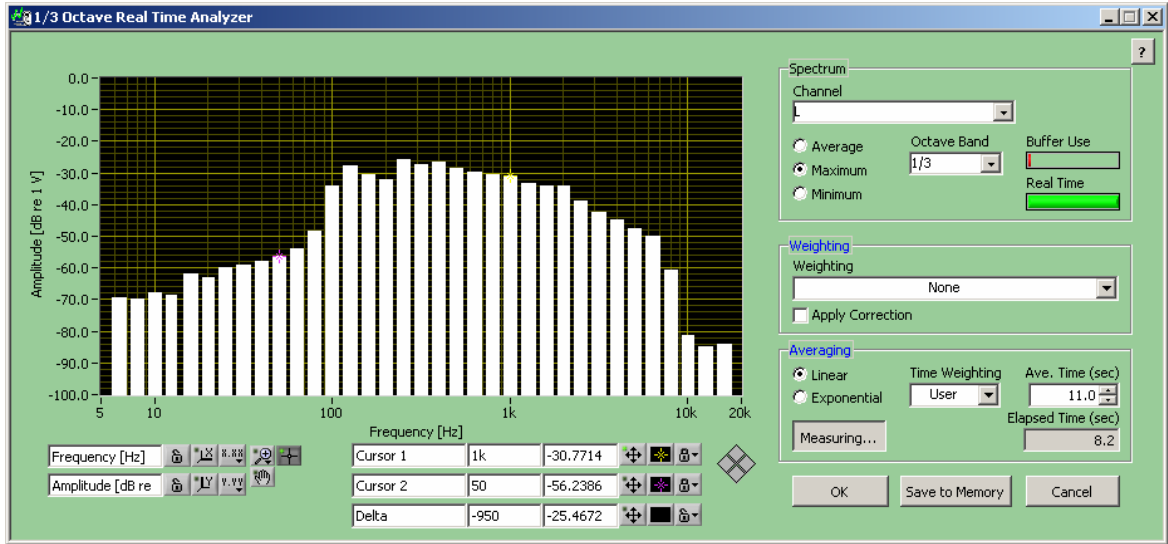 1/3 Octave Real Time Analyzer
?
0.0
-10.0
-20.0
-30.0
-40.0
-50.0
-60.0
-70.0
-80.0
-90.0
-100.0
Amplitude [dB re 1 V]
5 10 100 1k 10k 20k
Frequency [Hz]
Frequency [Hz] X X.XX
Amplitude [dB re Y Y.YY
Cursor 1 1k -30.7714
Cursor 2 50 -56.2386
Delta -950 -25.4672
Spectrum
Channel
L
Average
Maximum
Minimum
Octave Band
1/3
Buffer Use
Real Time
Weighting
Weighting
None
Apply Correction
Averaging
Linear
Exponential
Time Weighting
User
Ave. Time (sec)
11.0
Elapsed Time (sec)
8.2
Measuring...
OK Save to Memory Cancel